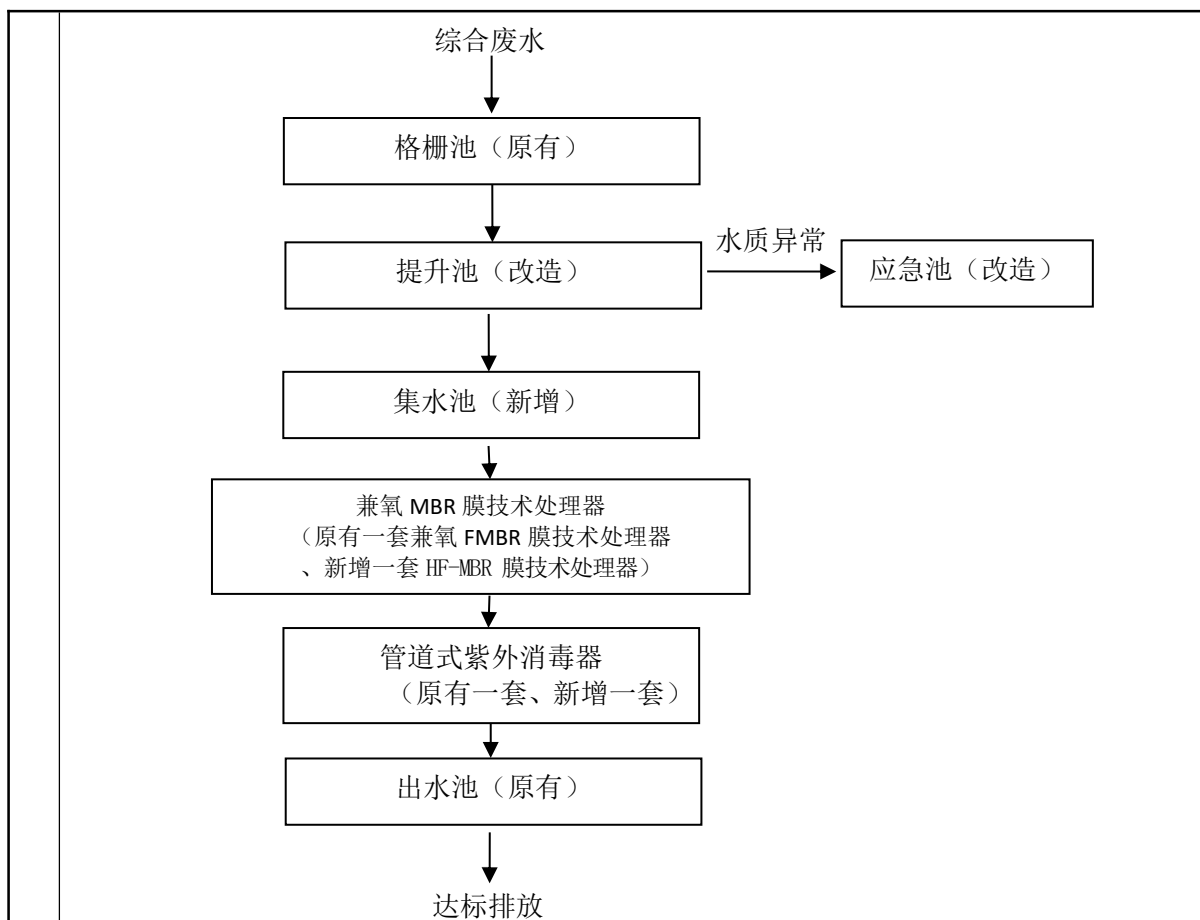 综合废水
格栅池（原有）
水质异常
提升池（改造）
应急池（改造）
集水池（新增）
兼氧 MBR 膜技术处理器
（原有一套兼氧 FMBR 膜技术处理器
、新增一套 HF-MBR 膜技术处理器）
管道式紫外消毒器
（原有一套、新增一套）
出水池（原有）
达标排放